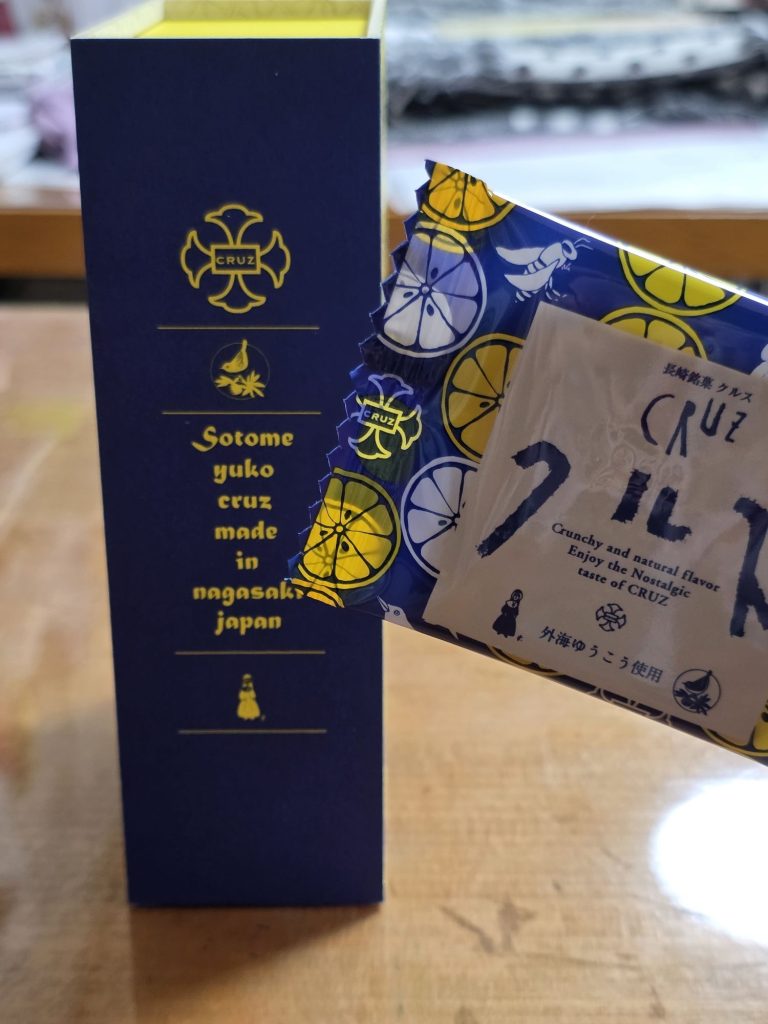 CRUZ
Sotome
yuko
cruz
made
in
nagasaki
japan
CRUZ
長崎銘菓 クルス
CRUZ
クルス
Crunchy and natural flavor
Enjoy the Nostalgic
taste of CRUZ
外海ゆうこう使用